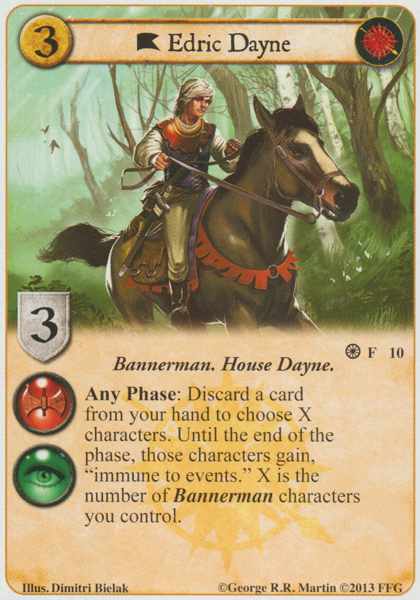 3 Edric Dayne
3
F 10
Bannerman. House Dayne.
Any Phase: Discard a card
from your hand to choose X
characters. Until the end of the
phase, those characters gain,
“immune to events.” X is the
number of Bannerman characters
you control.
Illus. Dimitri Bielak ©George R.R. Martin ©2013 FFG